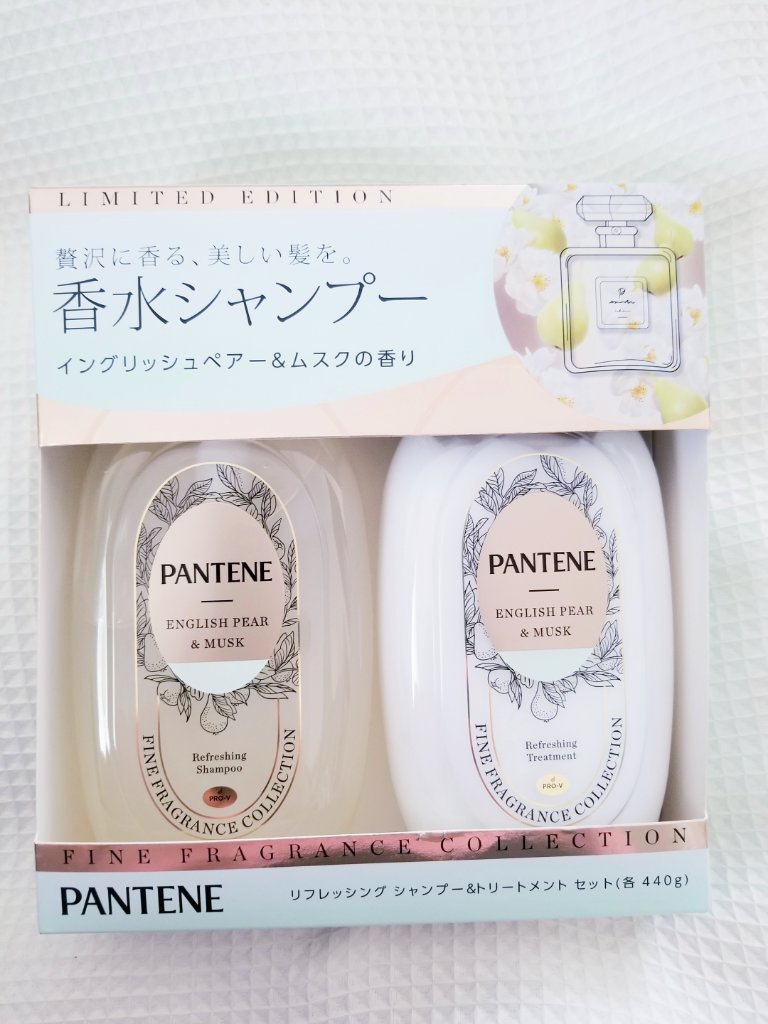 LIMITED EDITION
贅沢に香る、美しい髪を。
香水シャンプー
イングリッシュペアー&ムスクの香り
PANTENE
ENGLISH PEAR
& MUSK
Refreshing
Shampoo
PRO-V
FINE FRAGRANCE COLLECTION
PANTENE
ENGLISH PEAR
& MUSK
Refreshing
Treatment
PRO-V
FINE FRAGRANCE COLLECTION
FINE FRAGRANCE COLLECTION
PANTENE
リフレッシング シャンプー&トリートメント セット(各 440g)